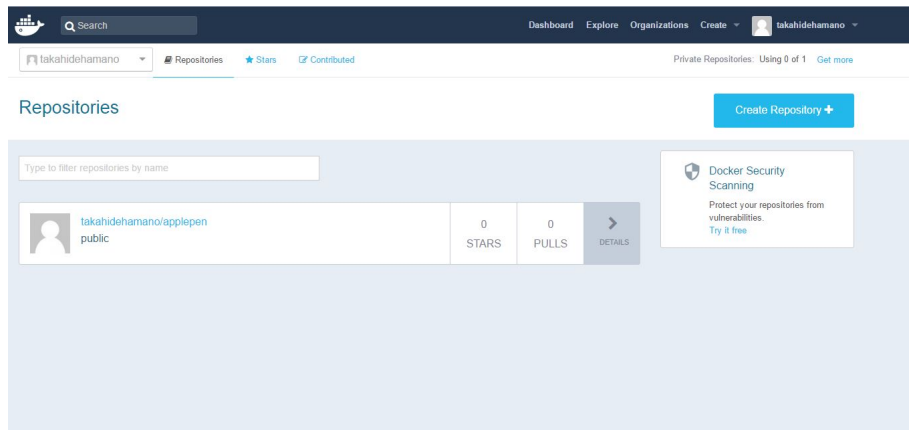 Search
Dashboard Explore Organizations Create takahidehamano
takahidehamano Repositories Stars Contributed Private Repositories: Using 0 of 1 Get more
Repositories
Create Repository
Type to filter repositories by name
Docker Security
Scanning
Protect your repositories from
vulnerabilities.
Try it free
takahidehamano/applepen
public
0
STARS
0
PULLS
DETAILS